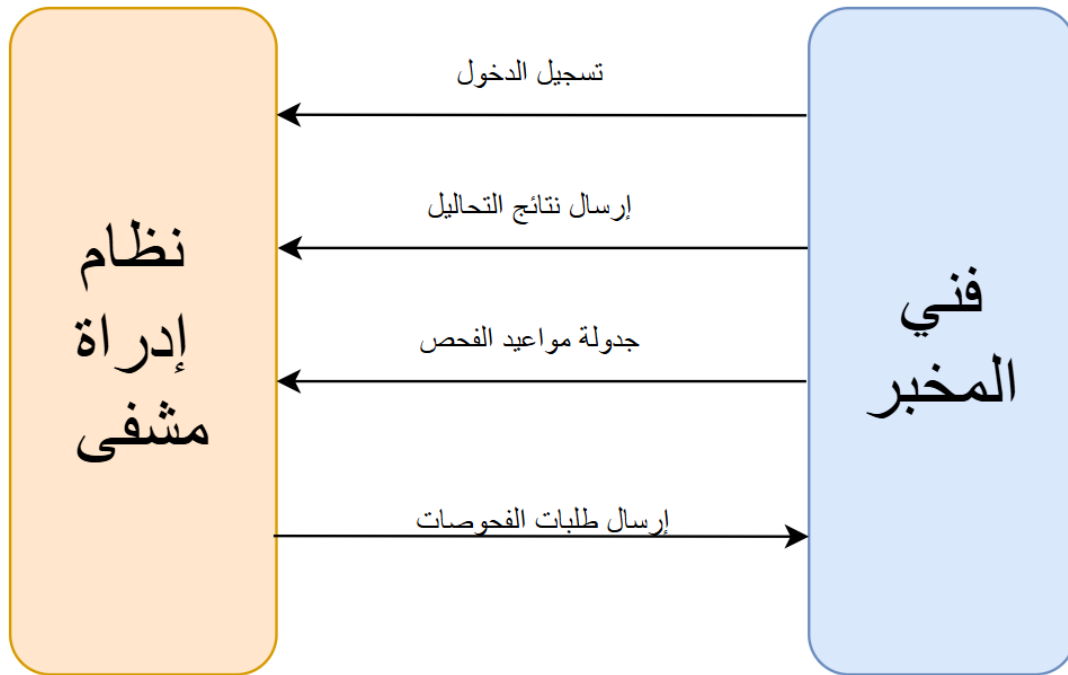 تسجيل الدخول
إرسال نتائج التحاليل
جدولة مواعيد الفحص
إرسال طلبات الفحوصات
فني
المخبر
نظام
إدراة
مشفى